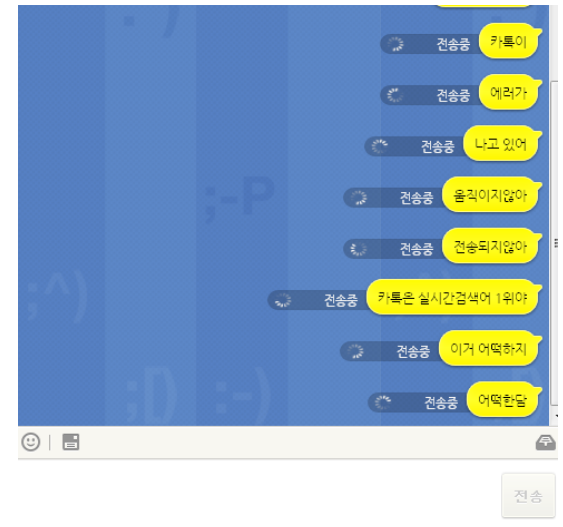 전송중 카톡이
전송중 에러가
전송중 나고 있어
전송중 움직이지않아
전송중 전송되지않아
;-P
전송중 카톡은 실시간검색어 1위야
;^)
전송중 이거 어떡하지
전송중 어떡한담
;D :-)
전송